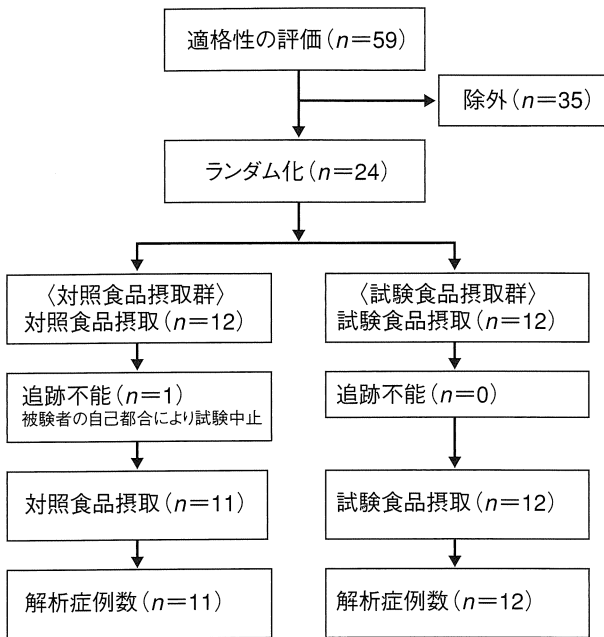 適格性の評価(n=59)
除外(n=35)
ランダム化(n=24)
〈対照食品摂取群〉
対照食品摂取(n=12)
追跡不能(n=1)
被験者の自己都合により試験中止
対照食品摂取(n=11)
解析症例数(n=11)
〈試験食品摂取群〉
試験食品摂取(n=12)
追跡不能(n=0)
試験食品摂取(n=12)
解析症例数(n=12)